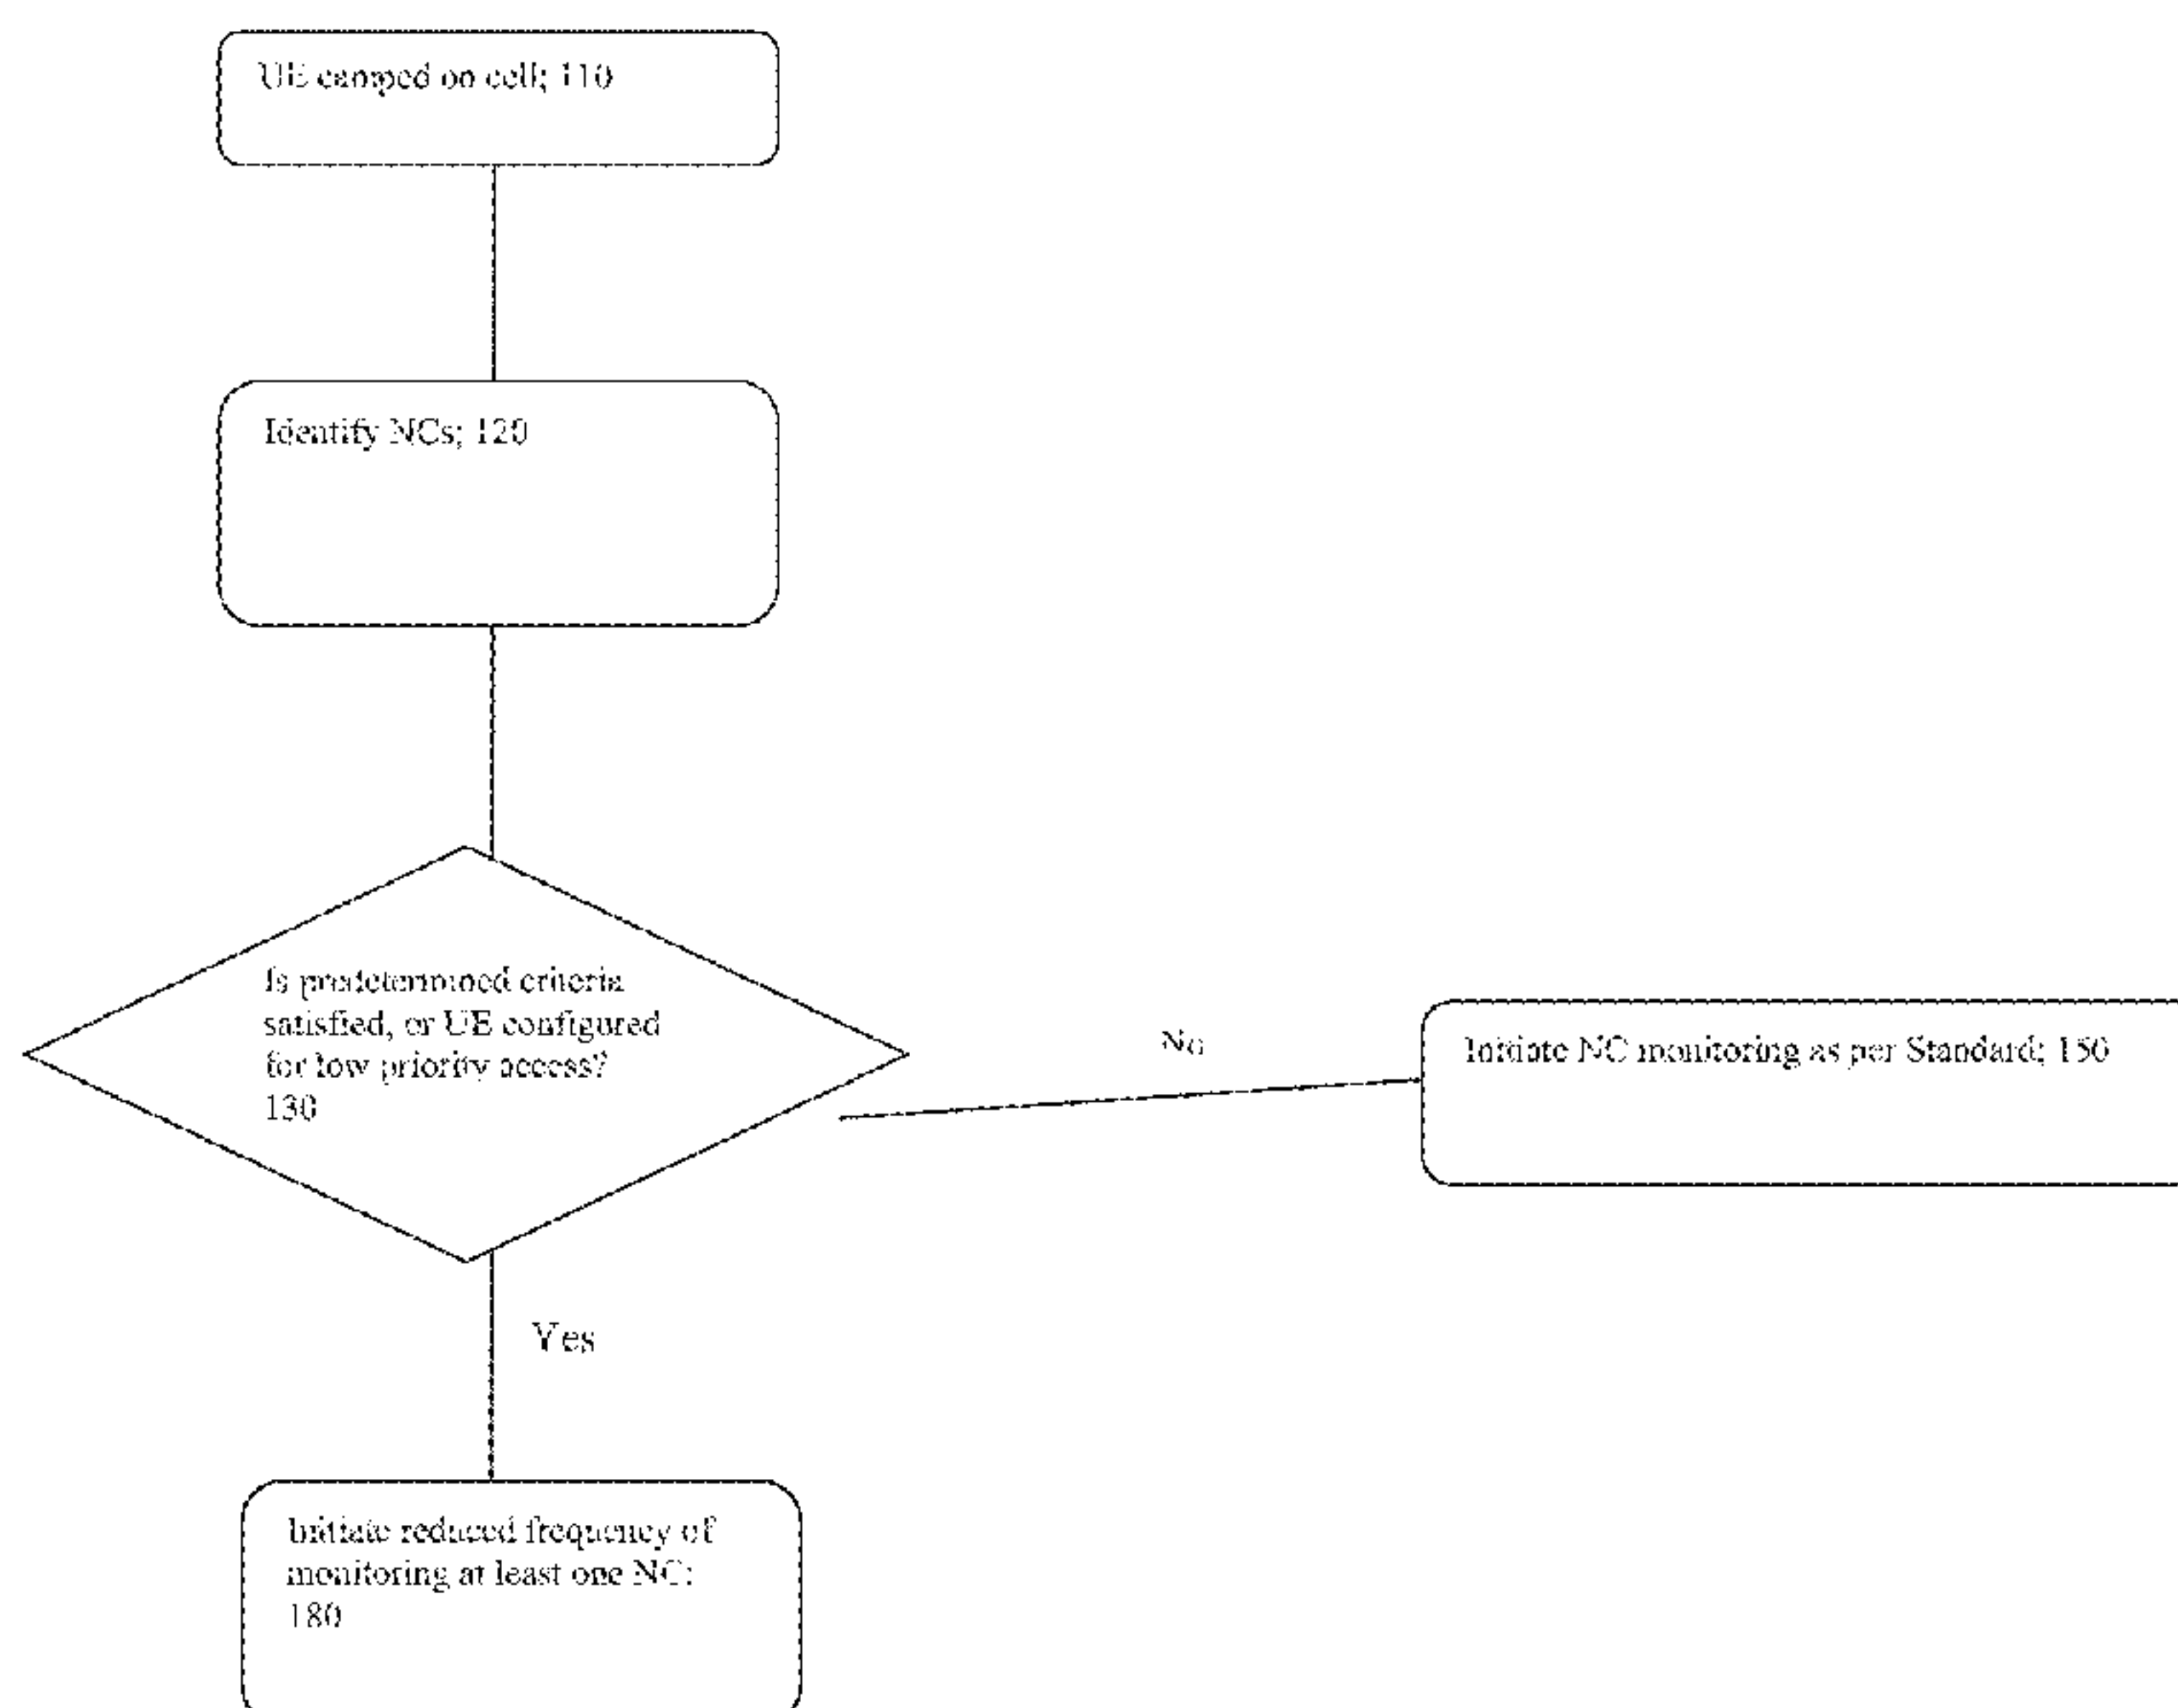 UE camped on cell; 110
Identify NCs; 120
Is predetermined criteria
satisfied, or UE configured
for low priority access?
130
No
Initiate NC monitoring as per Standard; 150
Yes
Initiate reduced frequency of
monitoring at least one NC;
180